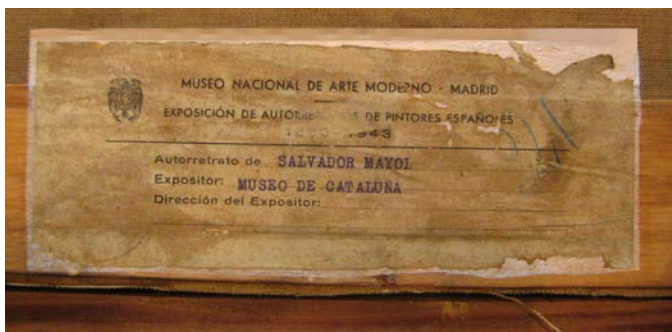 MUSEO NACIONAL DE ARTE MODERNO - MADRID
EXPOSICIÓN DE DE PINTORES ESPAÑOLES
1943
Autorretrato de SALVADOR MAYOL
Expositor: MUSEO DE CATALUÑA
Dirección del Expositor: